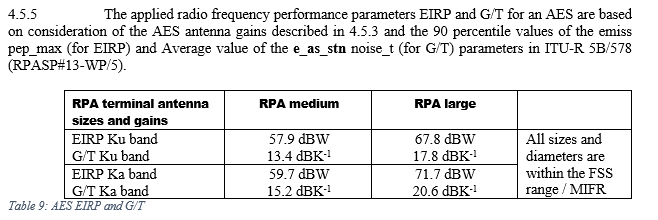 4.5.5 The applied radio frequency performance parameters EIRP and G/T for an AES are based
on consideration of the AES antenna gains described in 4.5.3 and the 90 percentile values of the emiss
pep_max (for EIRP) and Average value of the e_as_stn noise_t (for G/T) parameters in ITU-R 5B/578
(RPASP#13-WP/5).
RPA terminal antenna sizes and gains RPA medium RPA large
EIRP Ku band 57.9 dBW 67.8 dBW All sizes and
G/T Ku band 13.4 dBK-1 17.8 dBK-1 diameters are
EIRP Ka band 59.7 dBW 71.7 dBW within the FSS
G/T Ka band 15.2 dBK-1 20.6 dBK-1 range / MIFR
Table 9: AES EIRP and G/T